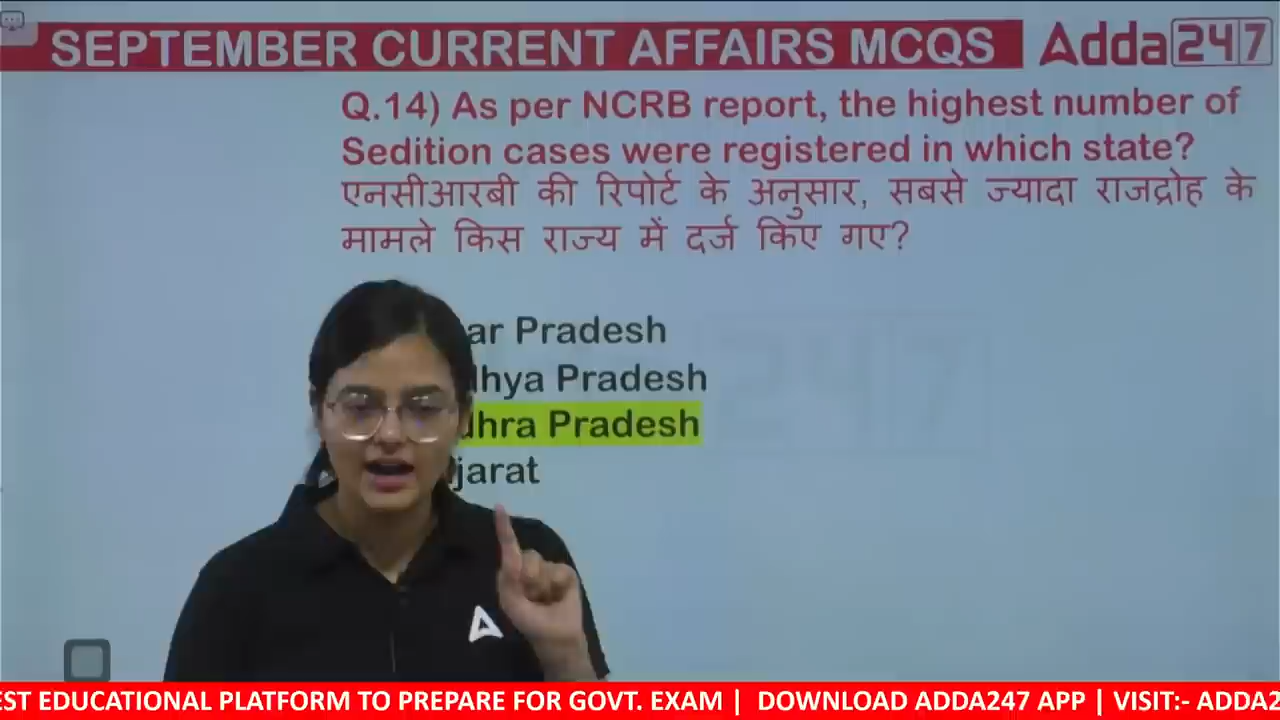 SEPTEMBER CURRENT AFFAIRS MCQS
Adda 247
Q.14) As per NCRB report, the highest number of
Sedition cases were registered in which state?
एनसीआरबी की रिपोर्ट के अनुसार, सबसे ज्यादा राजद्रोह के
मामले किस राज्य में दर्ज किए गए?
ar Pradesh
dhya Pradesh
dhra Pradesh
jarat
EST EDUCATIONAL PLATFORM TO PREPARE FOR GOVT. EXAM | DOWNLOAD ADDA247 APP | VISIT:- ADDA2